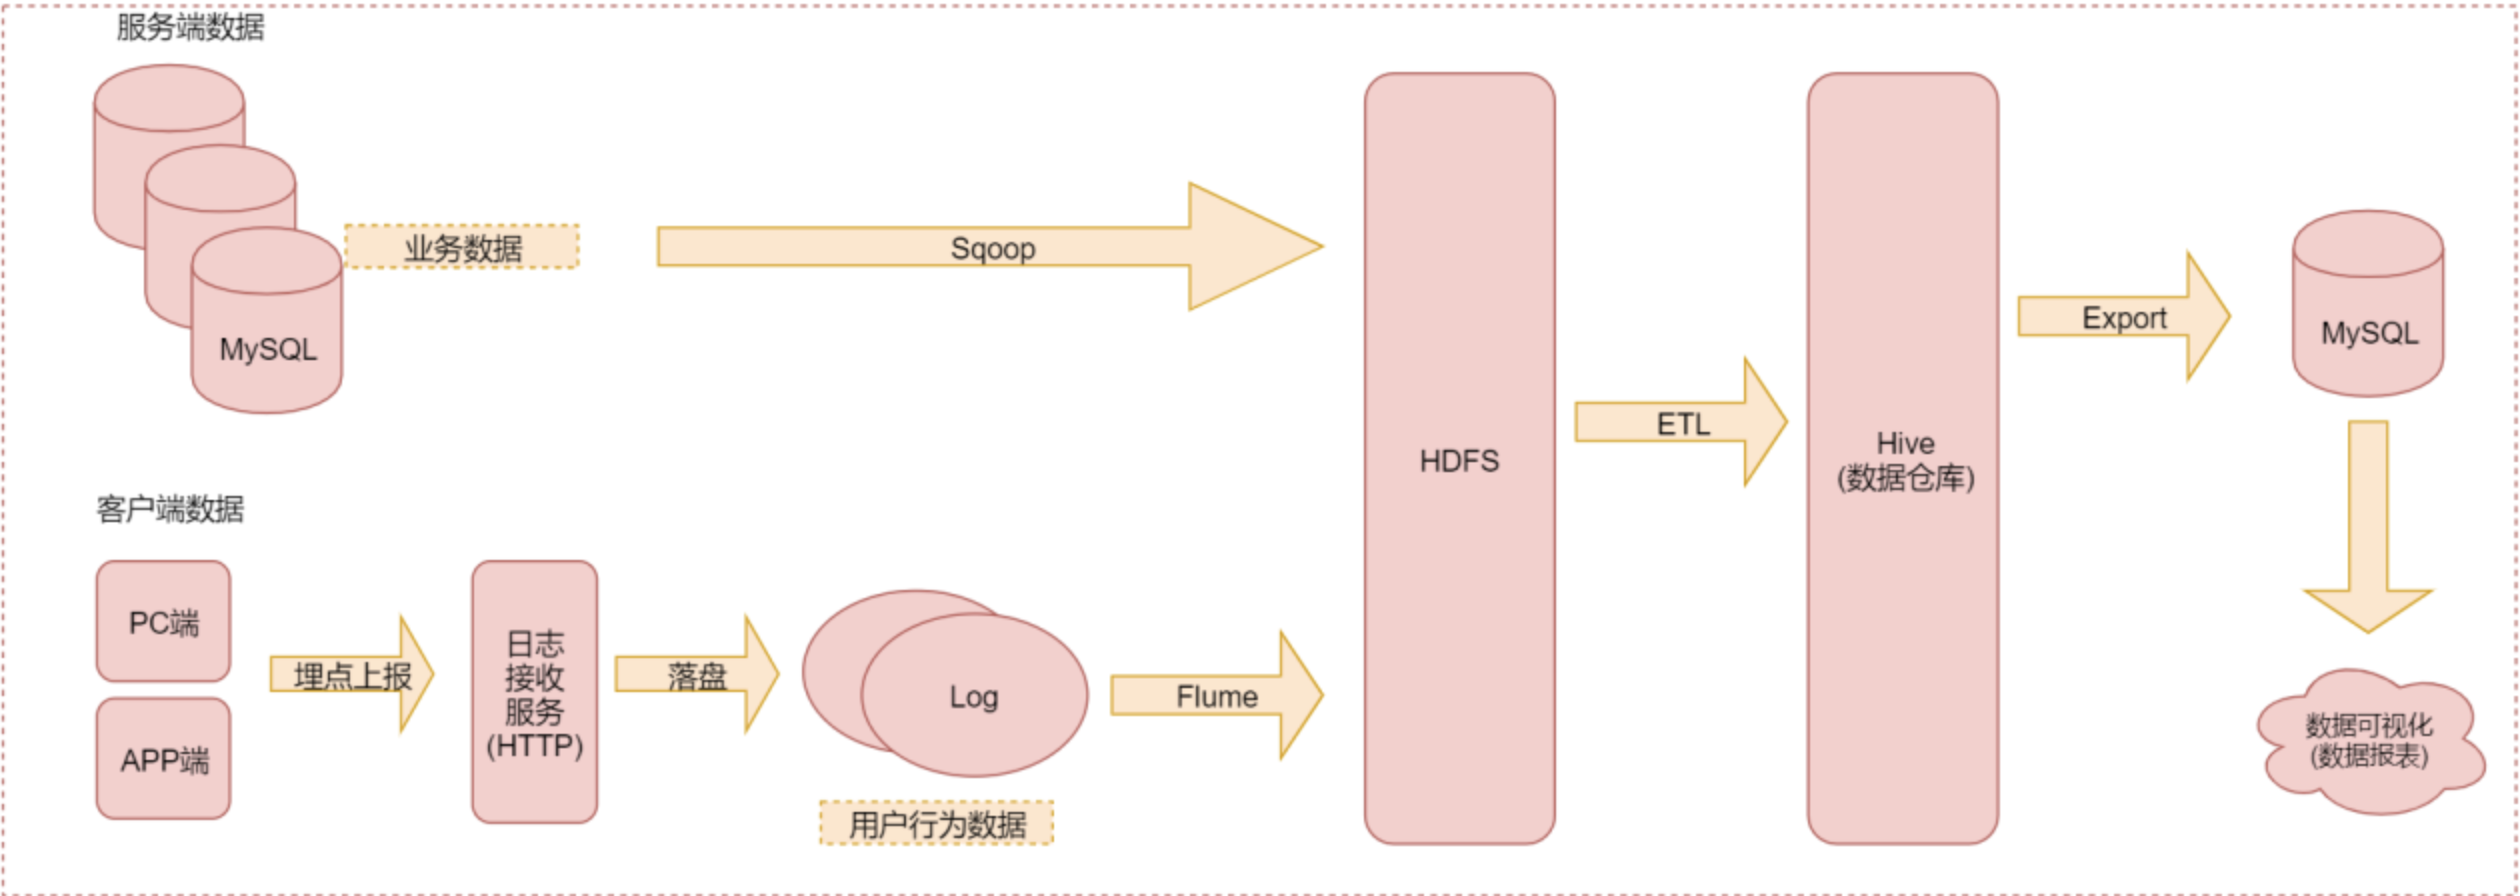 服务端数据
MySQL
业务数据
Sqoop
客户端数据
PC端
APP端
埋点上报
日志
接收
服务
(HTTP)
落盘
Log
用户行为数据
Flume
HDFS
ETL
Hive
(数据仓库)
Export
MySQL
数据可视化
(数据报表)